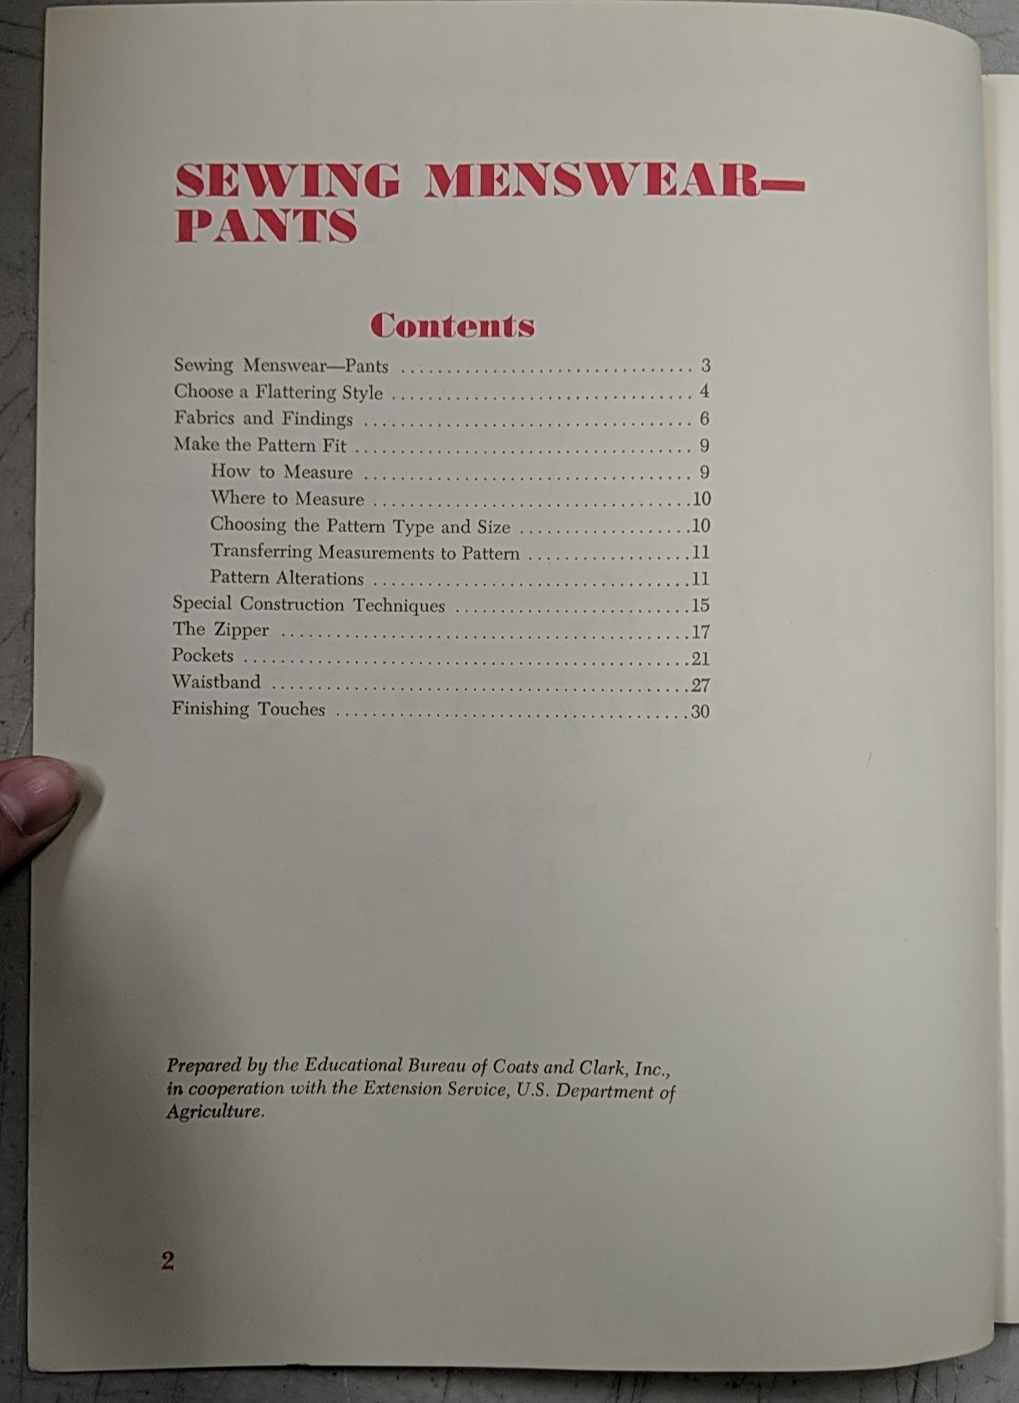 SEWING MENSWEAR—
PANTS
Contents
Sewing Menswear—Pants ................................ 3
Choose a Flattering Style ................................. 4
Fabrics and Findings .................................... 6
Make the Pattern Fit ..................................... 9
How to Measure .................................... 9
Where to Measure ...................................10
Choosing the Pattern Type and Size ...................10
Transferring Measurements to Pattern ..................11
Pattern Alterations ...................................11
Special Construction Techniques ..........................15
The Zipper .............................................17
Pockets .................................................21
Waistband ..............................................27
Finishing Touches .......................................30
Prepared by the Educational Bureau of Coats and Clark, Inc.,
in cooperation with the Extension Service, U.S. Department of
Agriculture.
2